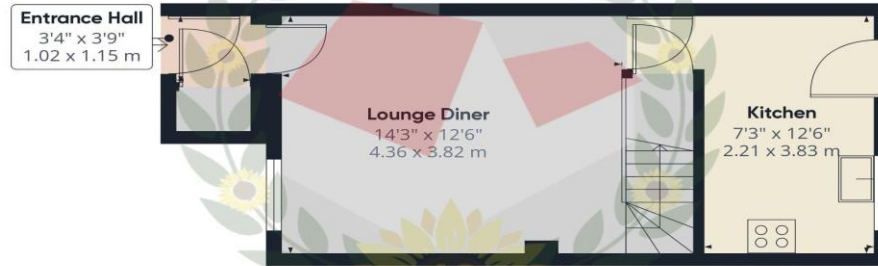 Entrance Hall
3'4" x 3'9"
1.02 x 1.15 m
Lounge Diner
14'3" x 12'6"
4.36 x 3.82 m
Kitchen
7'3" x 12'6"
2.21 x 3.83 m